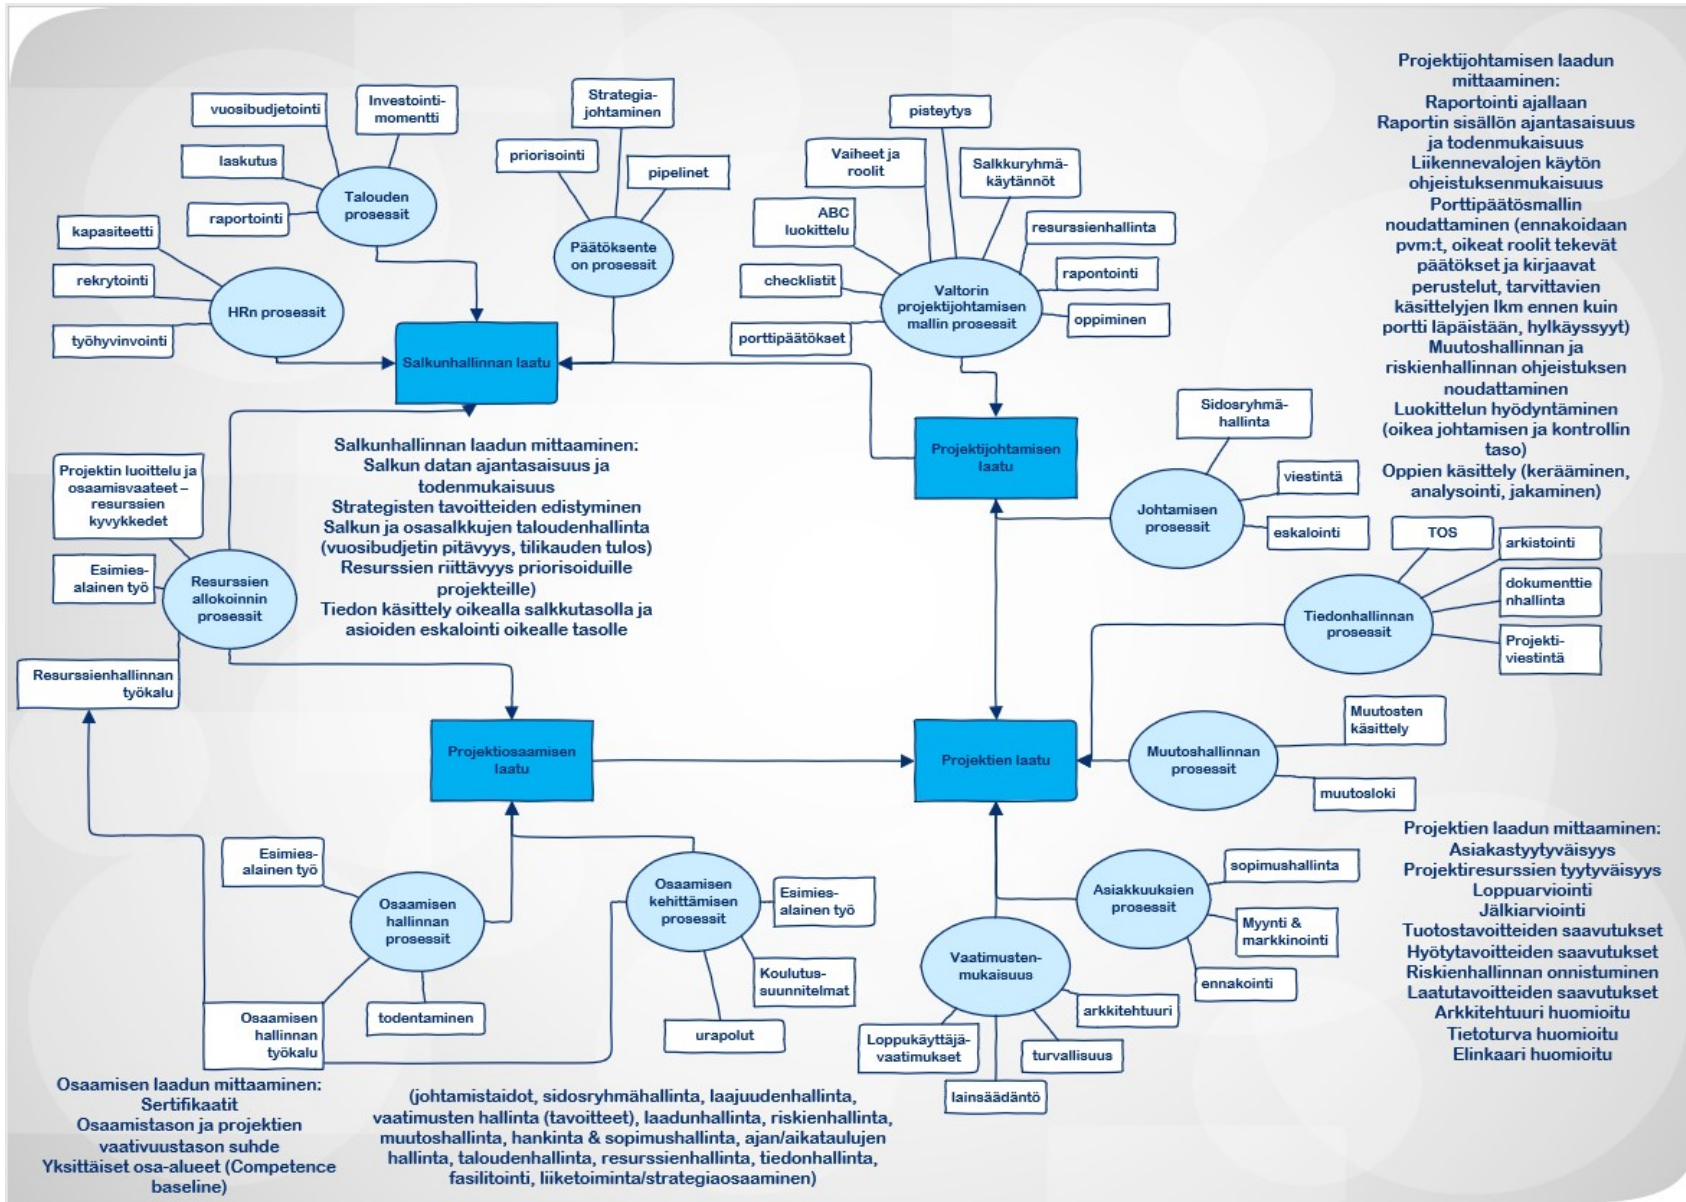 vuosibudjetointi
Investointi-
momentti
laskutus
raportointi
Talouden
prosessit
kapasiteetti
rekrytointi
työhyvinvointi
HRn prosessit
Strategia-
johtaminen
priorisointi
pipelinet
Päätöksente
on prosessit
Salkunhallinnan laatu
pisteytys
Vaiheet ja
roolit
Salkkuryhmä-
käytännöt
ABC
luokittelu
resurssienhallinta
checklistit
rapontointi
porttipäätökset
oppiminen
Valtorin
projektijohtamisen
mallin prosessit
Projektijohtamisen laadun
mittaaminen:
Raportointi ajallaan
Raportin sisällön ajantasaisuus
ja todenmukaisuus
Liikennevalojen käytön
ohjeistuksenmukaisuus
Porttipäätösmallin
noudattaminen (ennakoidaan
pvm:t, oikeat roolit tekevät
päätökset ja kirjaavat
perustelut, tarvittavien
käsittelyjen lkm ennen kuin
portti läpäistään, hylkäyssyyt)
Muutoshallinnan ja
riskienhallinnan ohjeistuksen
noudattaminen
Luokittelun hyödyntäminen
(oikea johtamisen ja kontrollin
taso)
Oppien käsittely (kerääminen,
analysointi, jakaminen)
Projektijohtamisen
laatu
Sidosryhmä-
hallinta
viestintä
eskalointi
Johtamisen
prosessit
Salkunhallinnan laadun mittaaminen:
Salkun datan ajantasaisuus ja
todenmukaisuus
Strategisten tavoitteiden edistyminen
Salkun ja osasalkkujen taloudenhallinta
(vuosibudjetin pitävyys, tilikauden tulos)
Resurssien riittävyys priorisoiduille
projekteille)
Tiedon käsittely oikealla salkkutasolla ja
asioiden eskalointi oikealle tasolle
Projektin luoittelu ja
osaamisvaateet –
resurssien
kyvykkedet
Esimies-
alainen työ
Resurssien
allokoinnin
prosessit
Resurssienhallinnan
työkalu
TOS
arkistointi
dokumenttie
nhallinta
Projekti-
viestintä
Tiedonhallinnan
prosessit
Projektiosaamisen
laatu
Projektien laatu
Muutosten
käsittely
muutosloki
Muutoshallinnan
prosessit
Esimies-
alainen työ
Osaamisen
hallinnan
prosessit
Osaamisen
hallinnan
työkalu
todentaminen
Osaamisen
kehittämisen
prosessit
Esimies-
alainen työ
Koulutus-
suunnitelmat
urapolut
Asiakkuuksien
prosessit
sopimushallinta
Myynti &
markkinointi
ennakointi
Vaatimusten-
mukaisuus
arkkitehtuuri
Loppukäyttäjä-
vaatimukset
turvallisuus
lainsäädäntö
Projektien laadun mittaaminen:
Asiakastyytyväisyys
Projektiresurssien tyytyväisyys
Loppuarviointi
Jälkiarviointi
Tuotostavoitteiden saavutukset
Hyötytavoitteiden saavutukset
Riskienhallinnan onnistuminen
Laatutavoitteiden saavutukset
Arkkitehtuuri huomioitu
Tietoturva huomioitu
Elinkaari huomioitu
Osaamisen laadun mittaaminen:
Sertifikaatit
Osaamistason ja projektien
vaativuustason suhde
Yksittäiset osa-alueet (Competence
baseline)
(johtamistaidot, sidosryhmähallinta, laajuudenhallinta,
vaatimusten hallinta (tavoitteet), laadunhallinta, riskienhallinta,
muutoshallinta, hankinta & sopimushallinta, ajan/aikataulujen
hallinta, taloudenhallinta, resurssienhallinta, tiedonhallinta,
fasilitointi, liiketoiminta/strategiaosaaminen)